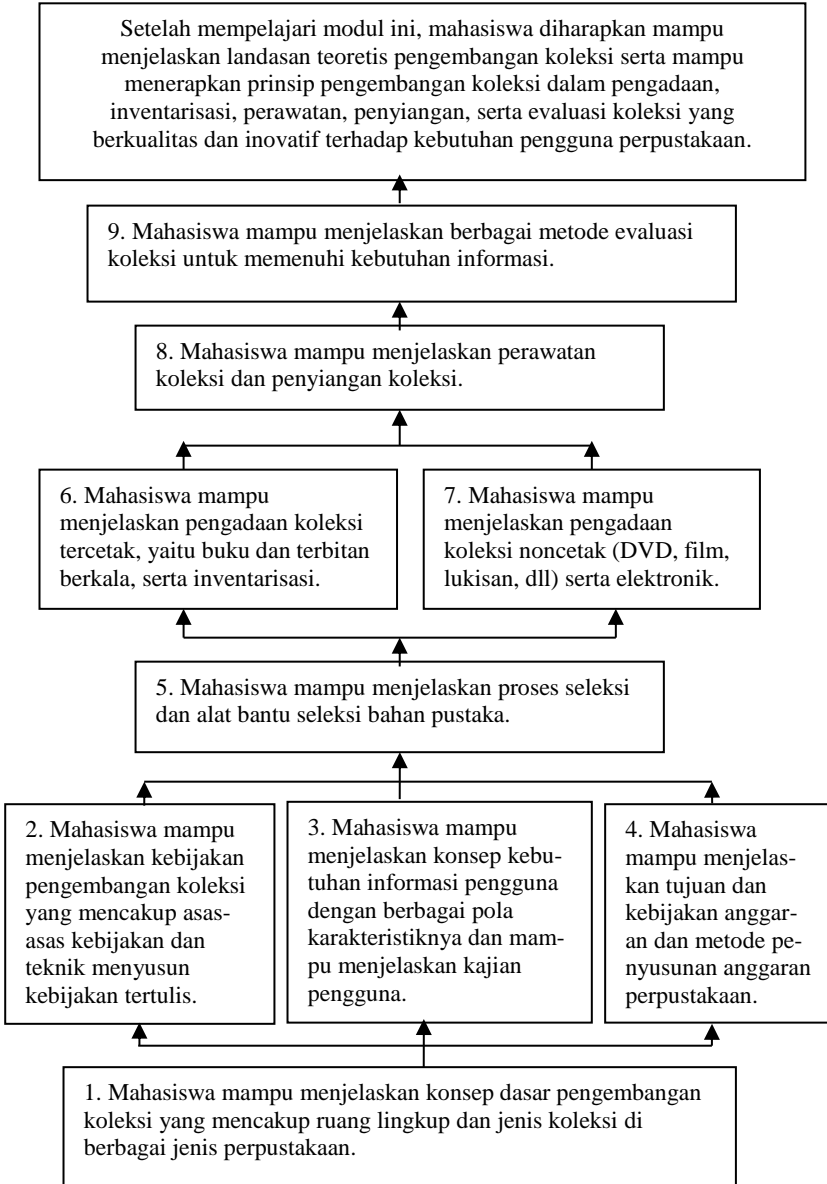 Setelah mempelajari modul ini, mahasiswa diharapkan mampu
menjelaskan landasan teoretis pengembangan koleksi serta mampu
menerapkan prinsip pengembangan koleksi dalam pengadaan,
inventarisasi, perawatan, penyiangan, serta evaluasi koleksi yang
berkualitas dan inovatif terhadap kebutuhan pengguna perpustakaan.
9. Mahasiswa mampu menjelaskan berbagai metode evaluasi
koleksi untuk memenuhi kebutuhan informasi.
8. Mahasiswa mampu menjelaskan perawatan
koleksi dan penyiangan koleksi.
6. Mahasiswa mampu
menjelaskan pengadaan koleksi
tercetak, yaitu buku dan terbitan
berkala, serta inventarisasi.
7. Mahasiswa mampu
menjelaskan pengadaan
koleksi noncetak (DVD, film,
lukisan, dll) serta elektronik.
5. Mahasiswa mampu menjelaskan proses seleksi
dan alat bantu seleksi bahan pustaka.
2. Mahasiswa mampu
menjelaskan kebijakan
pengembangan koleksi
yang mencakup asas-
asas kebijakan dan
teknik menyusun
kebijakan tertulis.
3. Mahasiswa mampu
menjelaskan konsep kebu-
tuhan informasi pengguna
dengan berbagai pola
karakteristiknya dan mam-
pu menjelaskan kajian
pengguna.
4. Mahasiswa
mampu menjelas-
kan tujuan dan
kebijakan anggar-
an dan metode pe-
nyusunan anggaran
perpustakaan.
1. Mahasiswa mampu menjelaskan konsep dasar pengembangan
koleksi yang mencakup ruang lingkup dan jenis koleksi di
berbagai jenis perpustakaan.